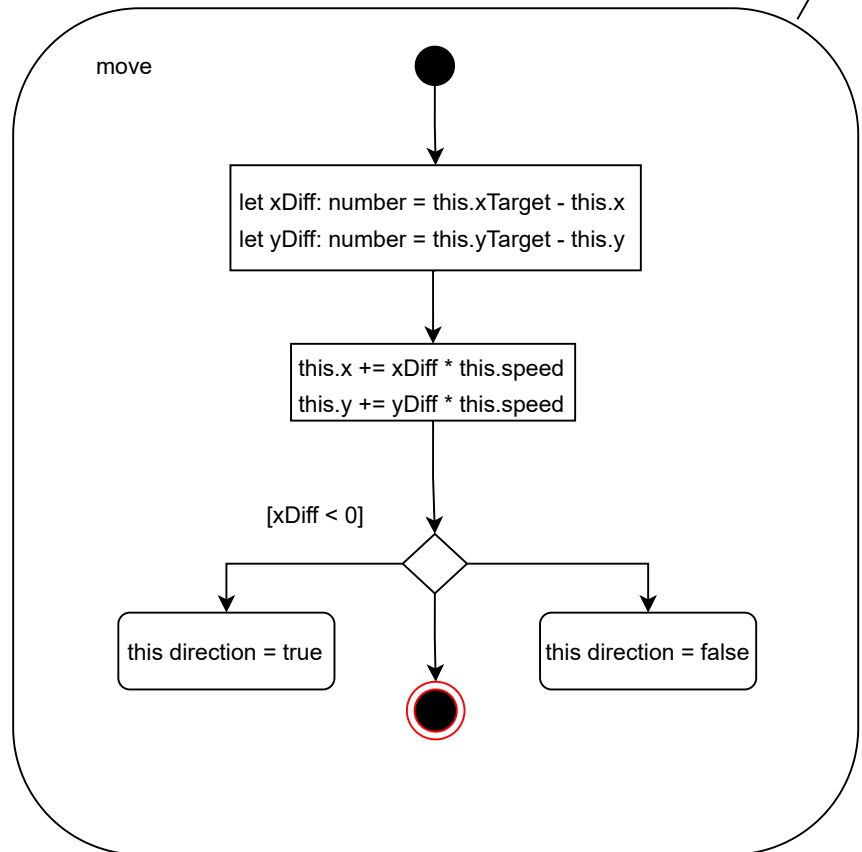 move
let xDiff: number = this.xTarget - this.x
let yDiff: number = this.yTarget - this.y
this.x += xDiff * this.speed
this.y += yDiff * this.speed
[xDiff < 0]
this direction = true
this direction = false